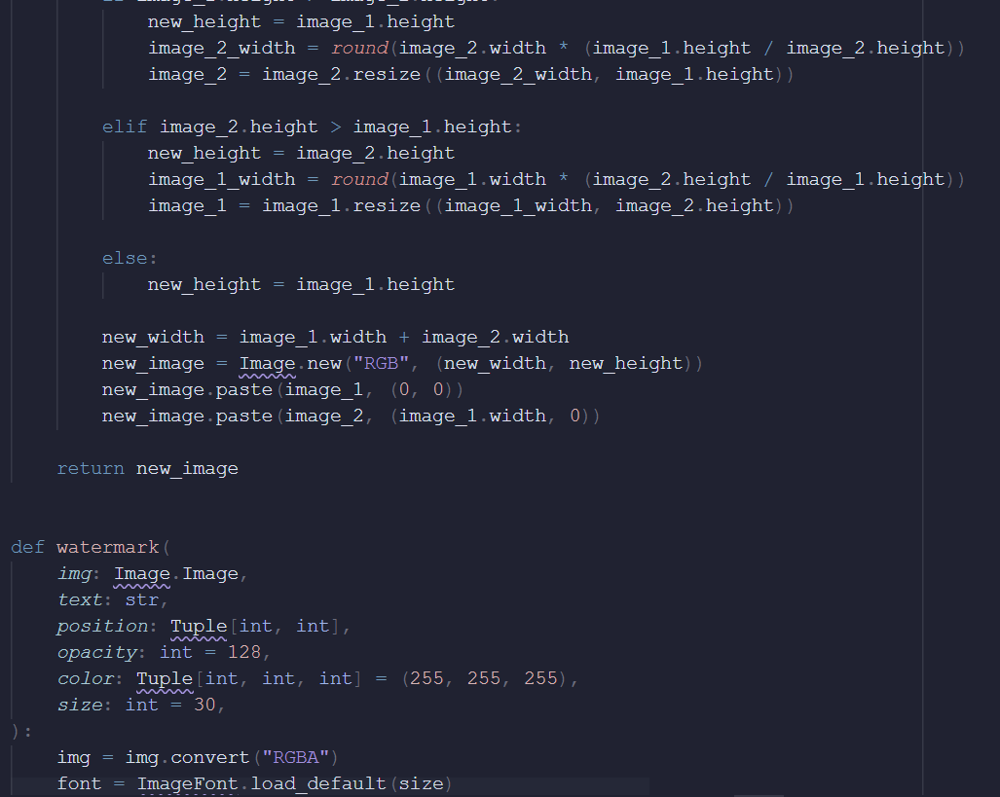 new_height = image_1.height
image_2_width = round(image_2.width * (image_1.height / image_2.height))
image_2 = image_2.resize((image_2_width, image_1.height))
elif image_2.height > image_1.height:
new_height = image_2.height
image_1_width = round(image_1.width * (image_2.height / image_1.height))
image_1 = image_1.resize((image_1_width, image_2.height))
else:
new_height = image_1.height
new_width = image_1.width + image_2.width
new_image = Image.new("RGB", (new_width, new_height))
new_image.paste(image_1, (0, 0))
new_image.paste(image_2, (image_1.width, 0))
return new_image
def watermark(
img: Image.Image,
text: str,
position: Tuple[int, int],
opacity: int = 128,
color: Tuple[int, int, int] = (255, 255, 255),
size: int = 30,
):
img = img.convert("RGBA")
font = ImageFont.load_default(size)